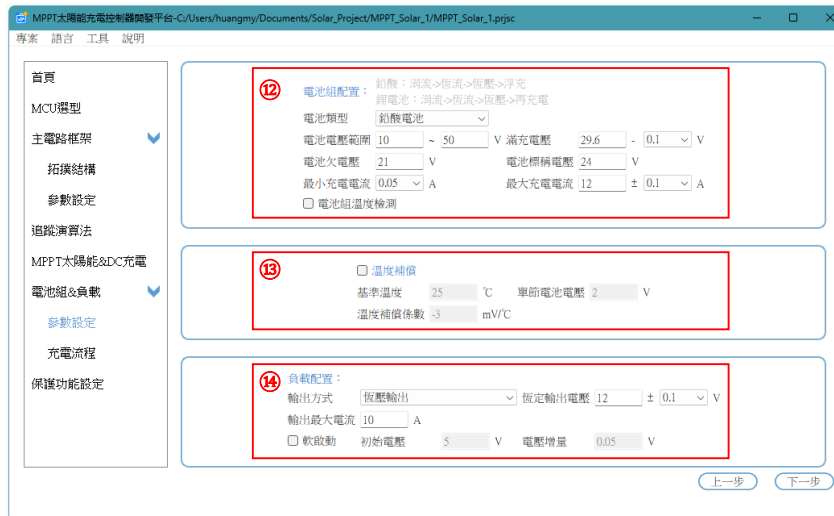 MPPT太陽能充電控制器開發平台-C:/Users/huangmy/Documents/Solar_Project/MPPT_Solar_1/MPPT_Solar_1.prjsc
專案 語言 工具 說明
首頁
MCU選型
主電路框架
拓撲結構
參數設定
追蹤演算法
MPPT太陽能&DC充電
電池組&負載
參數設定
充電流程
保護功能設定
⑫
電池組配置：
鉛酸：涓流->恆流->恆壓->浮充
鋰電池：涓流->恆流->恆壓->再充電
電池類型 鉛酸電池
電池電壓範圍 10 ~ 50 V 滿充電壓 29.6 - 0.1 V
電池欠電壓 21 V 電池標稱電壓 24 V
最小充電電流 0.05 A 最大充電電流 12 ± 0.1 A
電池組溫度檢測
⑬
溫度補償
基準溫度 25 ℃ 單節電池電壓 2 V
溫度補償係數 -3 mV/℃
⑭
負載配置：
輸出方式 恆壓輸出 恆定輸出電壓 12 ± 0.1 V
輸出最大電流 10 A
軟啟動 初始電壓 5 V 電壓增量 0.05 V
上一步 下一步